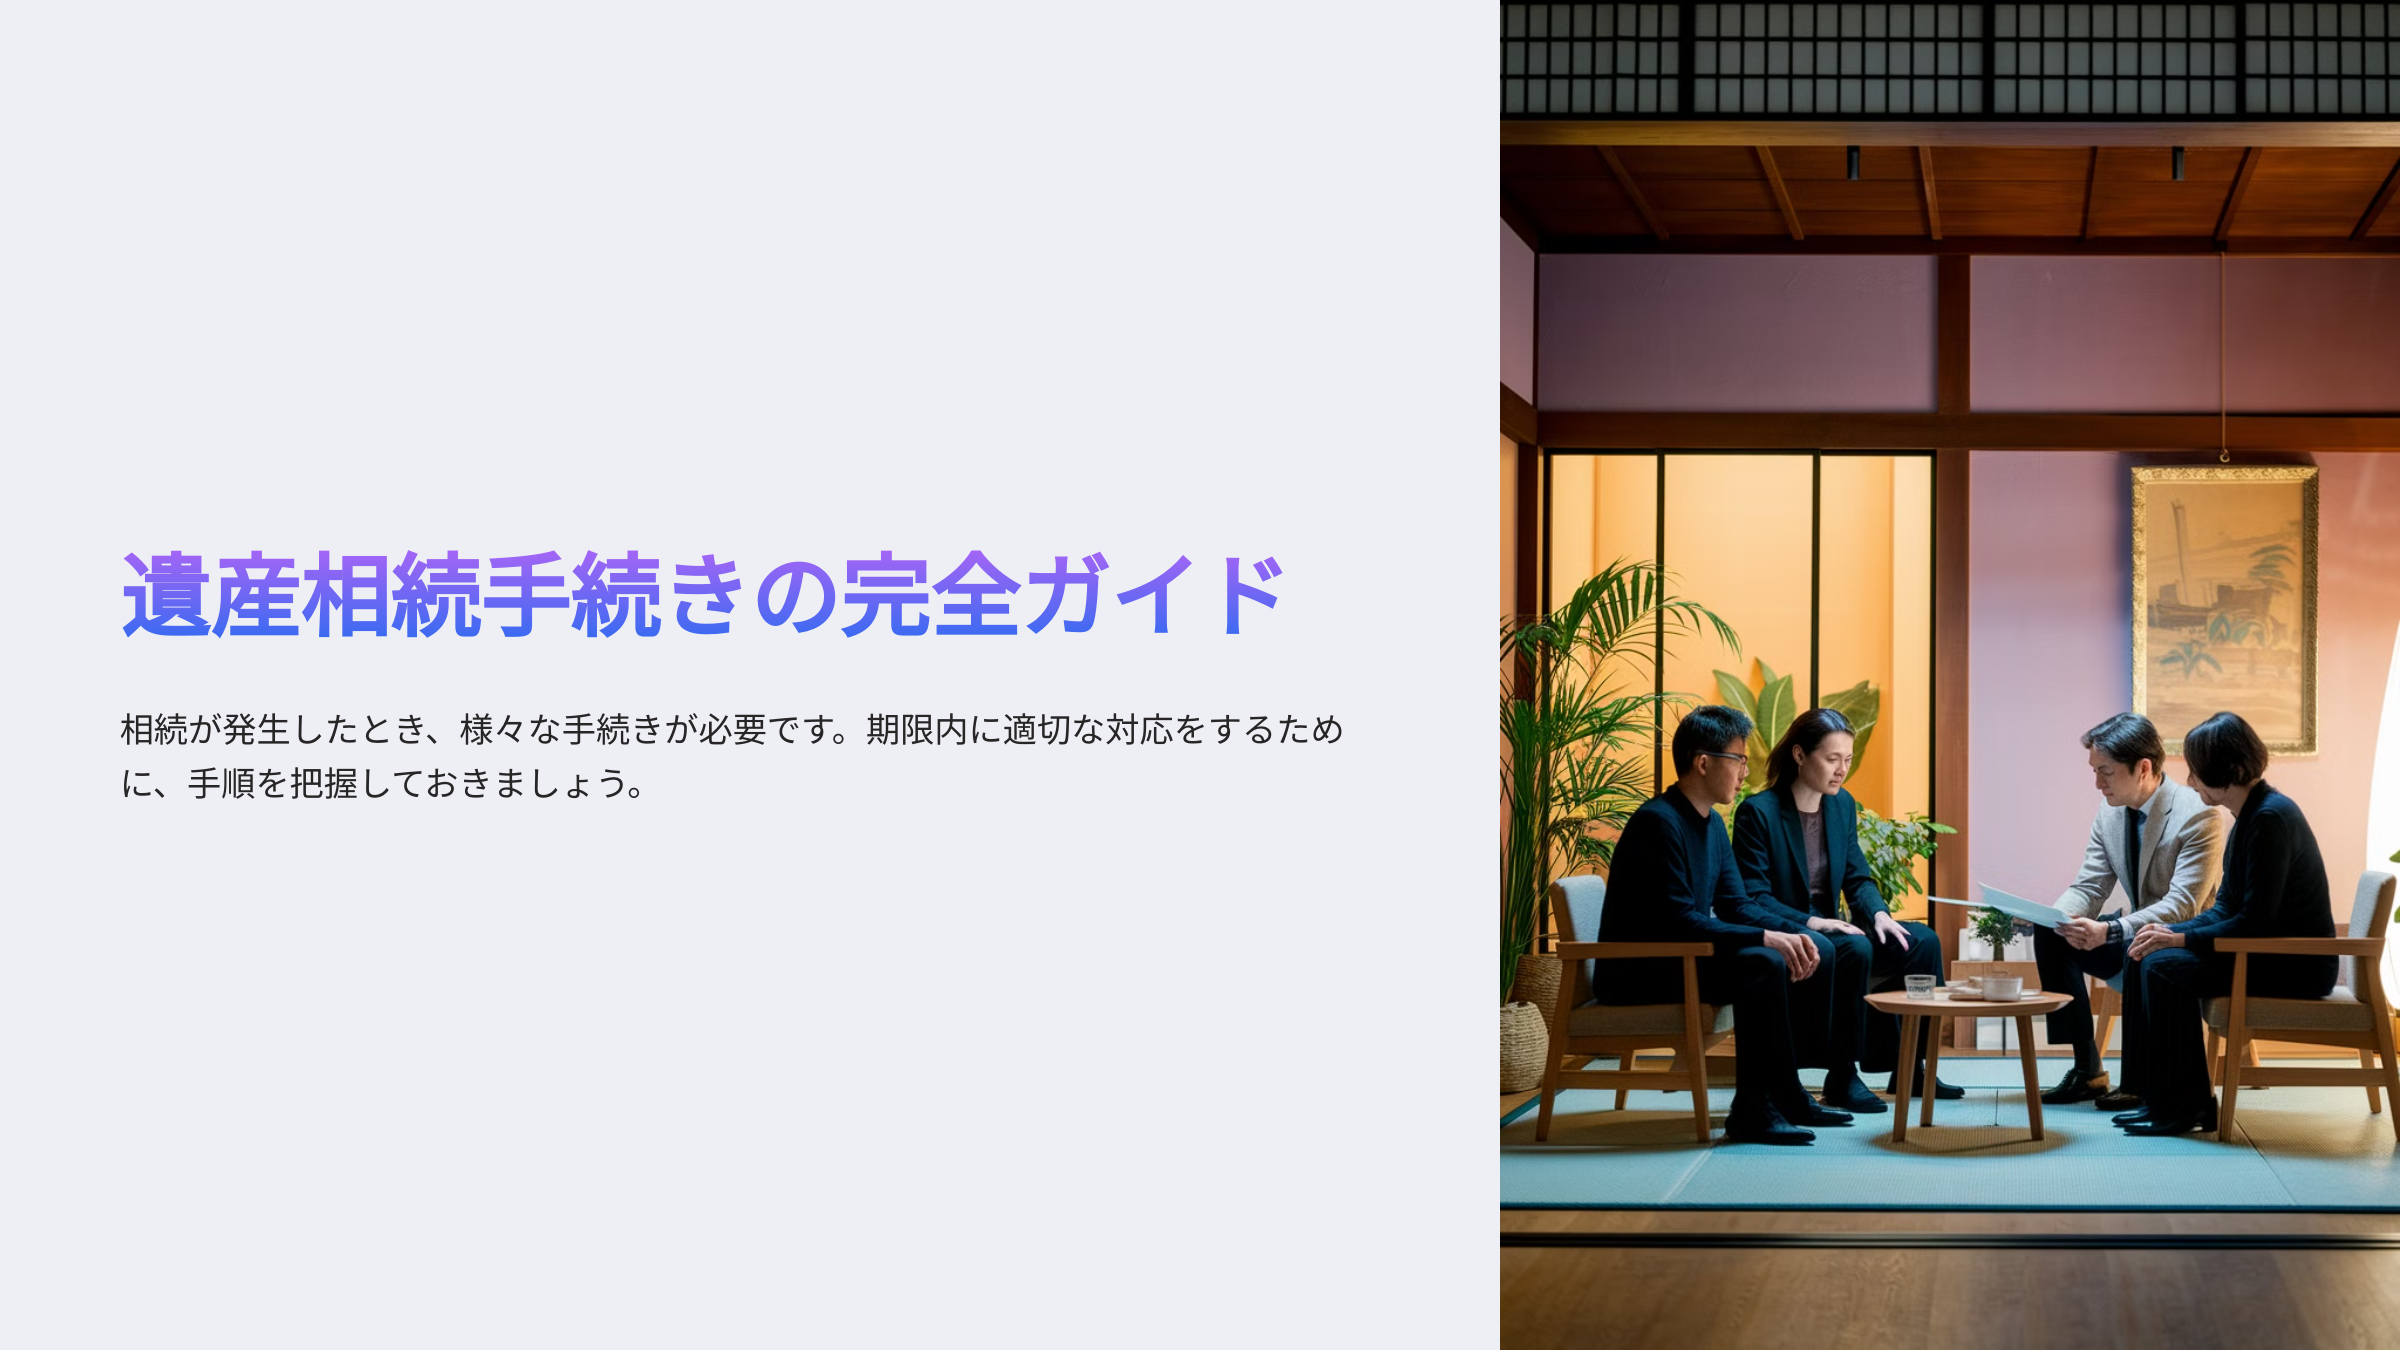 遺産相続手続きの完全ガイド
相続が発生したとき、様々な手続きが必要です。期限内に適切な対応をするため
に、手順を把握しておきましょう。